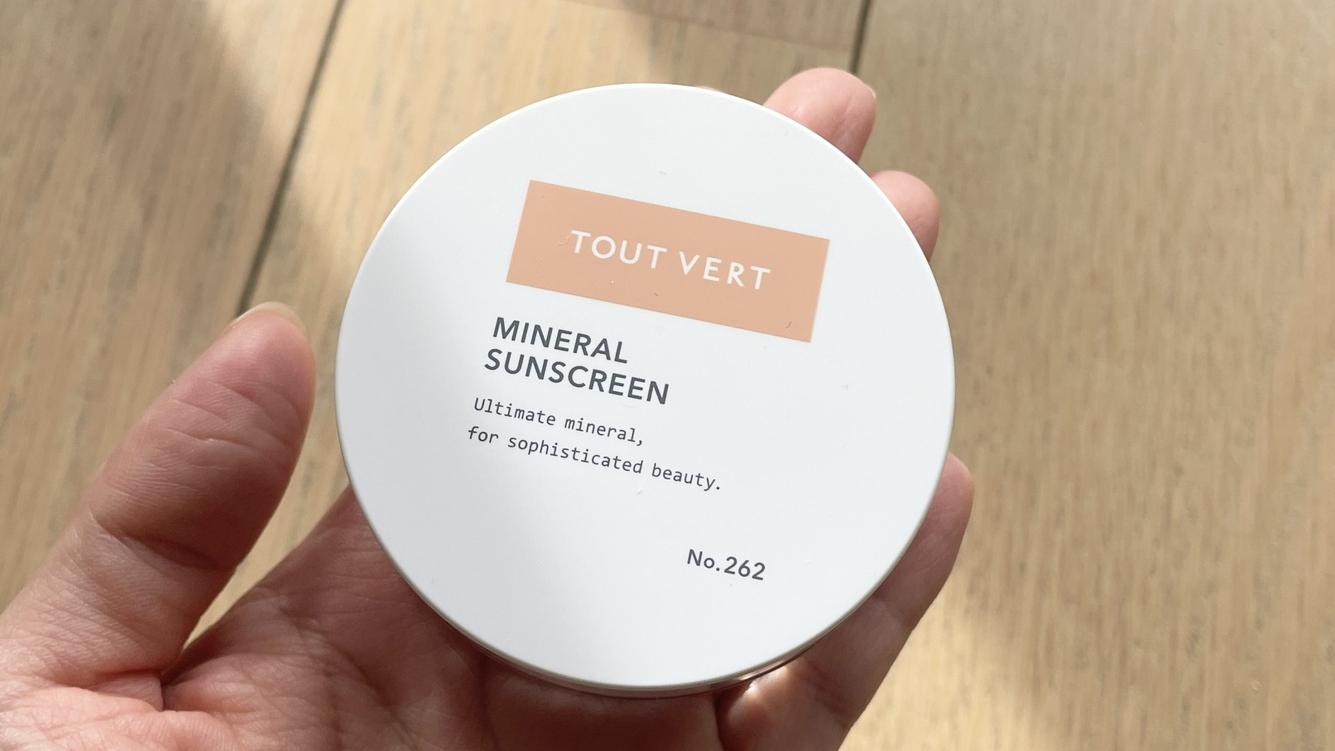 TOUT VERT
MINERAL
SUNSCREEN
Ultimate mineral,
for sophisticated beauty.
No.262